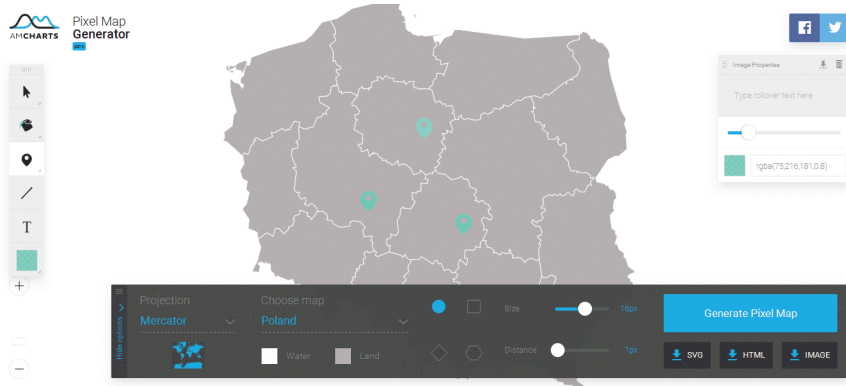 AMCHARTS
Pixel Map
Generator
BETA
Image Properties
Type rollover text here
rgba(75,216,181,0.8)
T
Hide options
Projection
Mercator
Choose map
Poland
Water
Land
Size
16px
Distance
1px
Generate Pixel Map
SVG
HTML
IMAGE